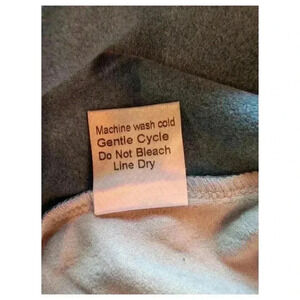 Machine wash cold
Gentle Cycle
Do Not Bleach
Line Dry